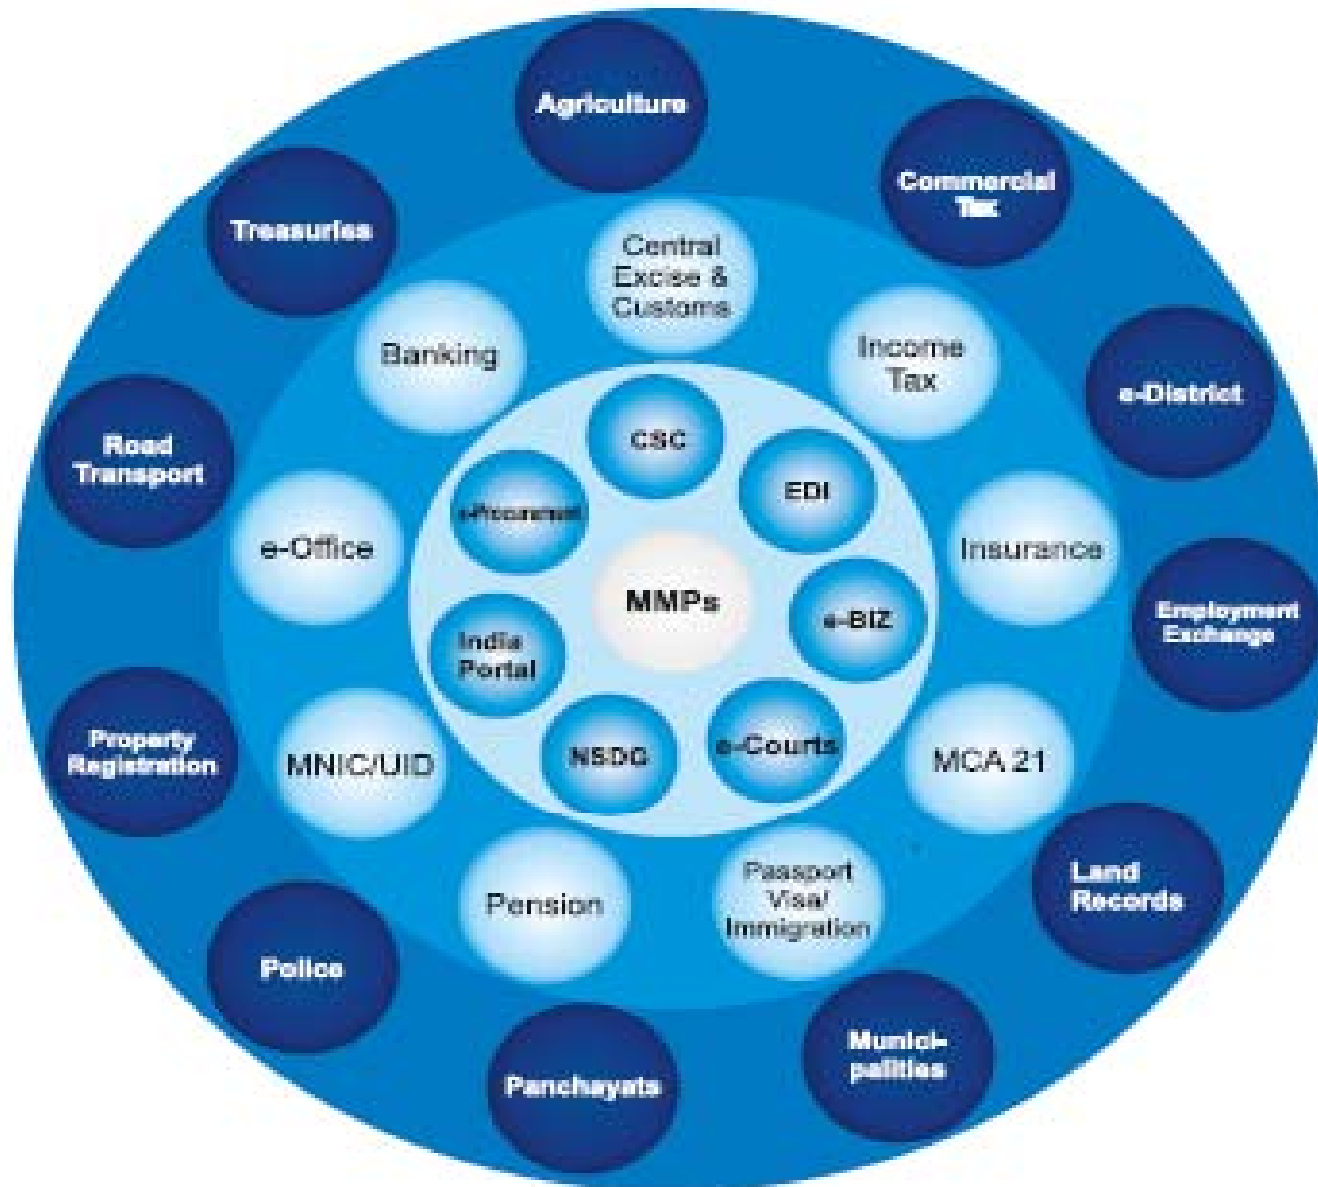 Agriculture
Commercial
Tax
Treasuries
Central
Excise &
Customs
Banking
Income
Tax
e-District
Road
Transport
CSC
EDI
e-Procurement
e-Office
Insurance
MMPs
e-BIZ
Employment
Exchange
India
Portal
Property
Registration
MNIC/UID
NSDG
e-Courts
MCA 21
Land
Records
Pension
Passport
Visa/
Immigration
Police
Munici-
palities
Panchayats